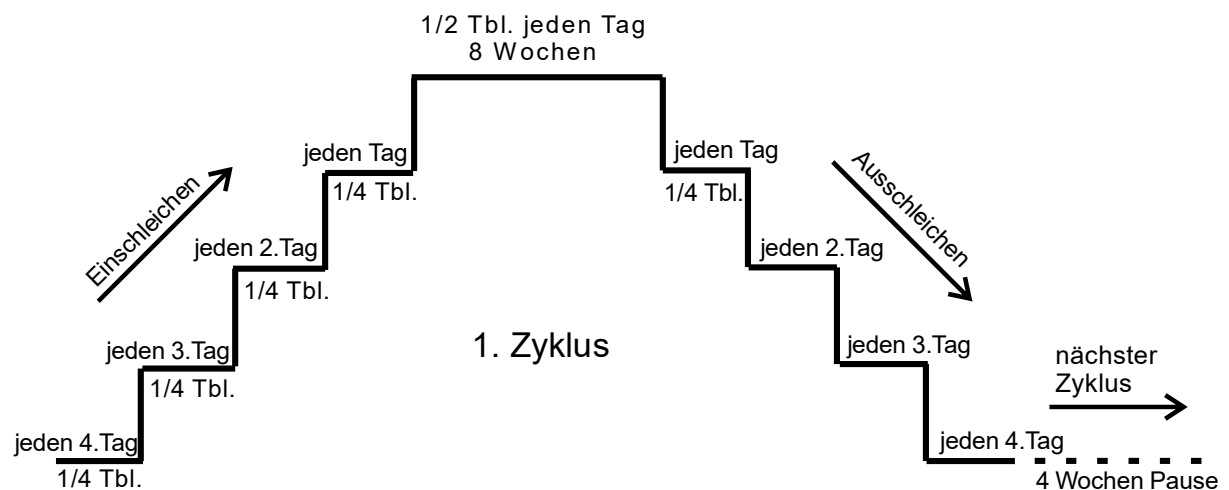 1/2 Tbl. jeden Tag
8 Wochen
jeden Tag
1/4 Tbl.
jeden Tag
1/4 Tbl.
Einschleichen
Ausschleichen
jeden 2.Tag
1/4 Tbl.
jeden 2.Tag
1. Zyklus
jeden 3.Tag
1/4 Tbl.
jeden 3.Tag
nächster
Zyklus
jeden 4.Tag
1/4 Tbl.
jeden 4.Tag
4 Wochen Pause